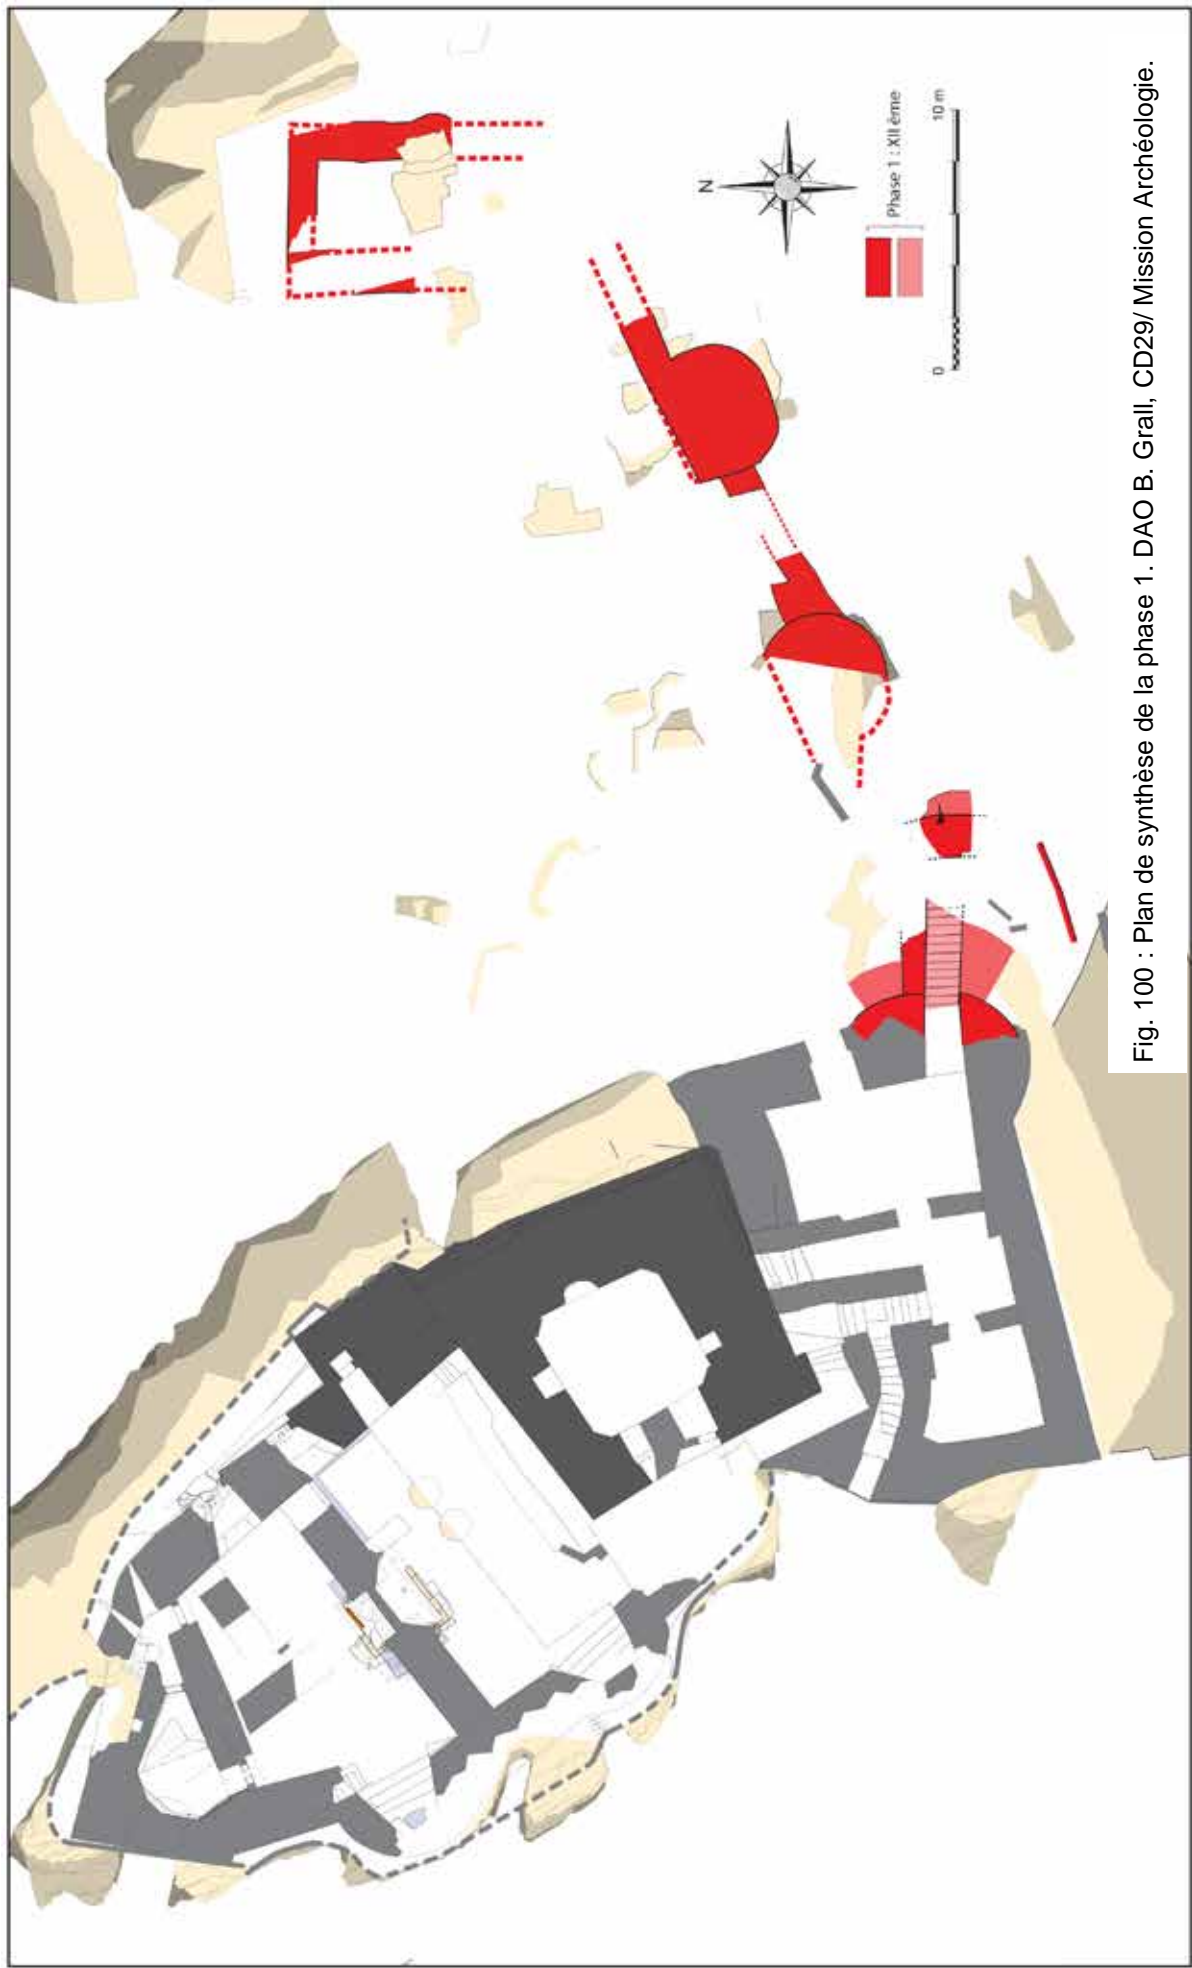 N
Phase 1 : XII ème
0
10 m
Fig. 100 : Plan de synthèse de la phase 1. DAO B. Grall, CD29/ Mission Archéologie.